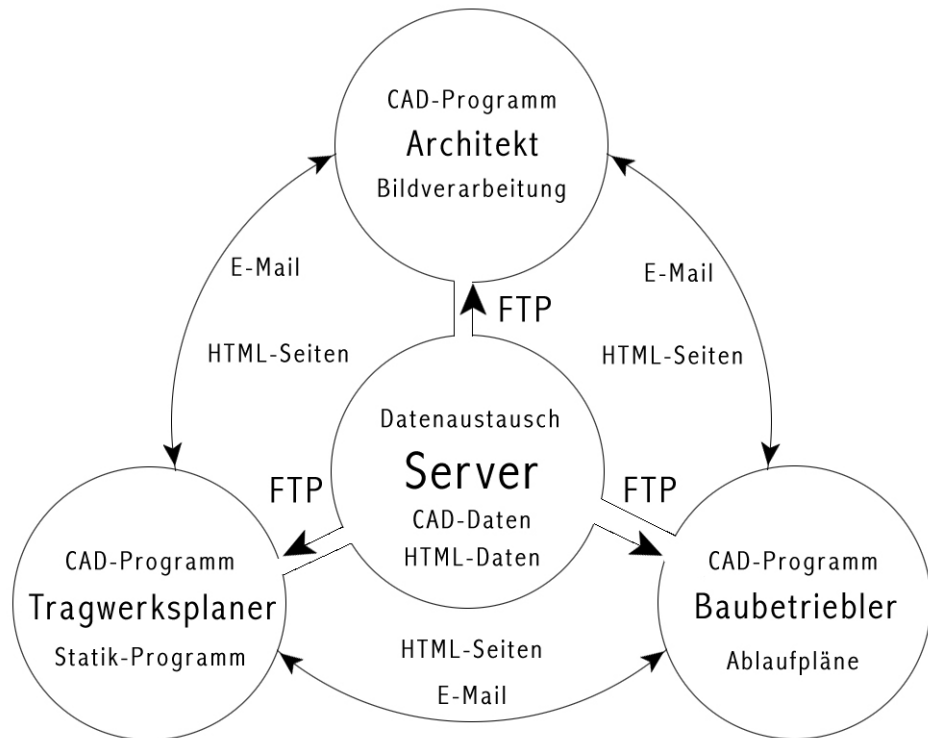 CAD-Programm
Architekt
Bildverarbeitung
E-Mail
HTML-Seiten
FTP
E-Mail
HTML-Seiten
Datenaustausch
Server
CAD-Daten
HTML-Daten
FTP
FTP
CAD-Programm
Tragwerksplaner
Statik-Programm
HTML-Seiten
E-Mail
CAD-Programm
Baubetriebler
Ablaufpläne